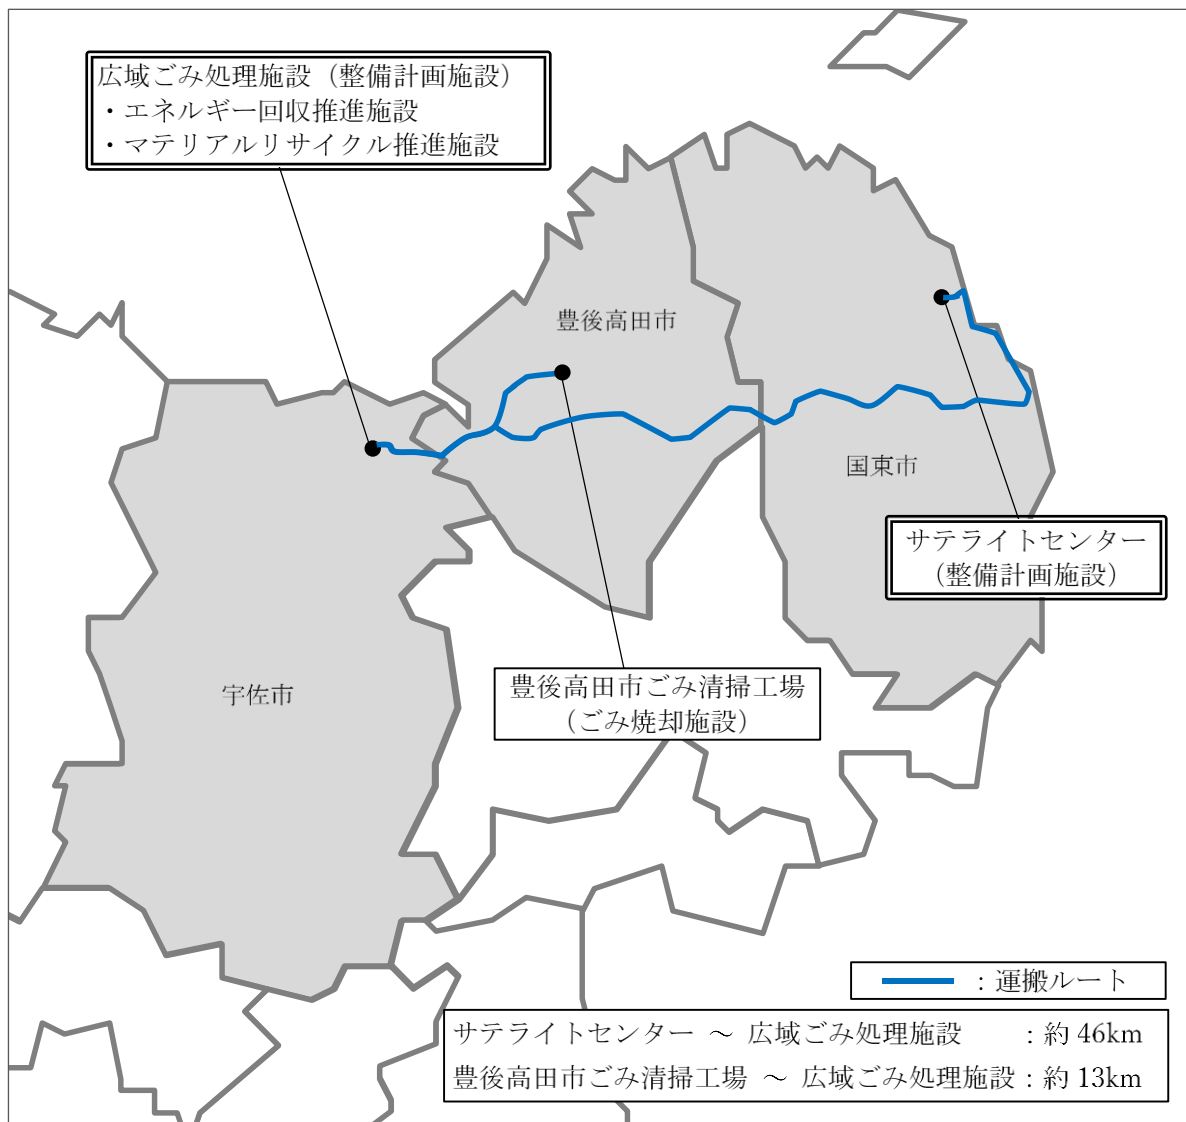 広域ごみ処理施設（整備計画施設）
・エネルギー回収推進施設
・マテリアルリサイクル推進施設
豊後高田市
国東市
サテライトセンター
（整備計画施設）
豊後高田市ごみ清掃工場
（ごみ焼却施設）
宇佐市
：運搬ルート
サテライトセンター ～ 広域ごみ処理施設 ：約 46km
豊後高田市ごみ清掃工場 ～ 広域ごみ処理施設：約 13km